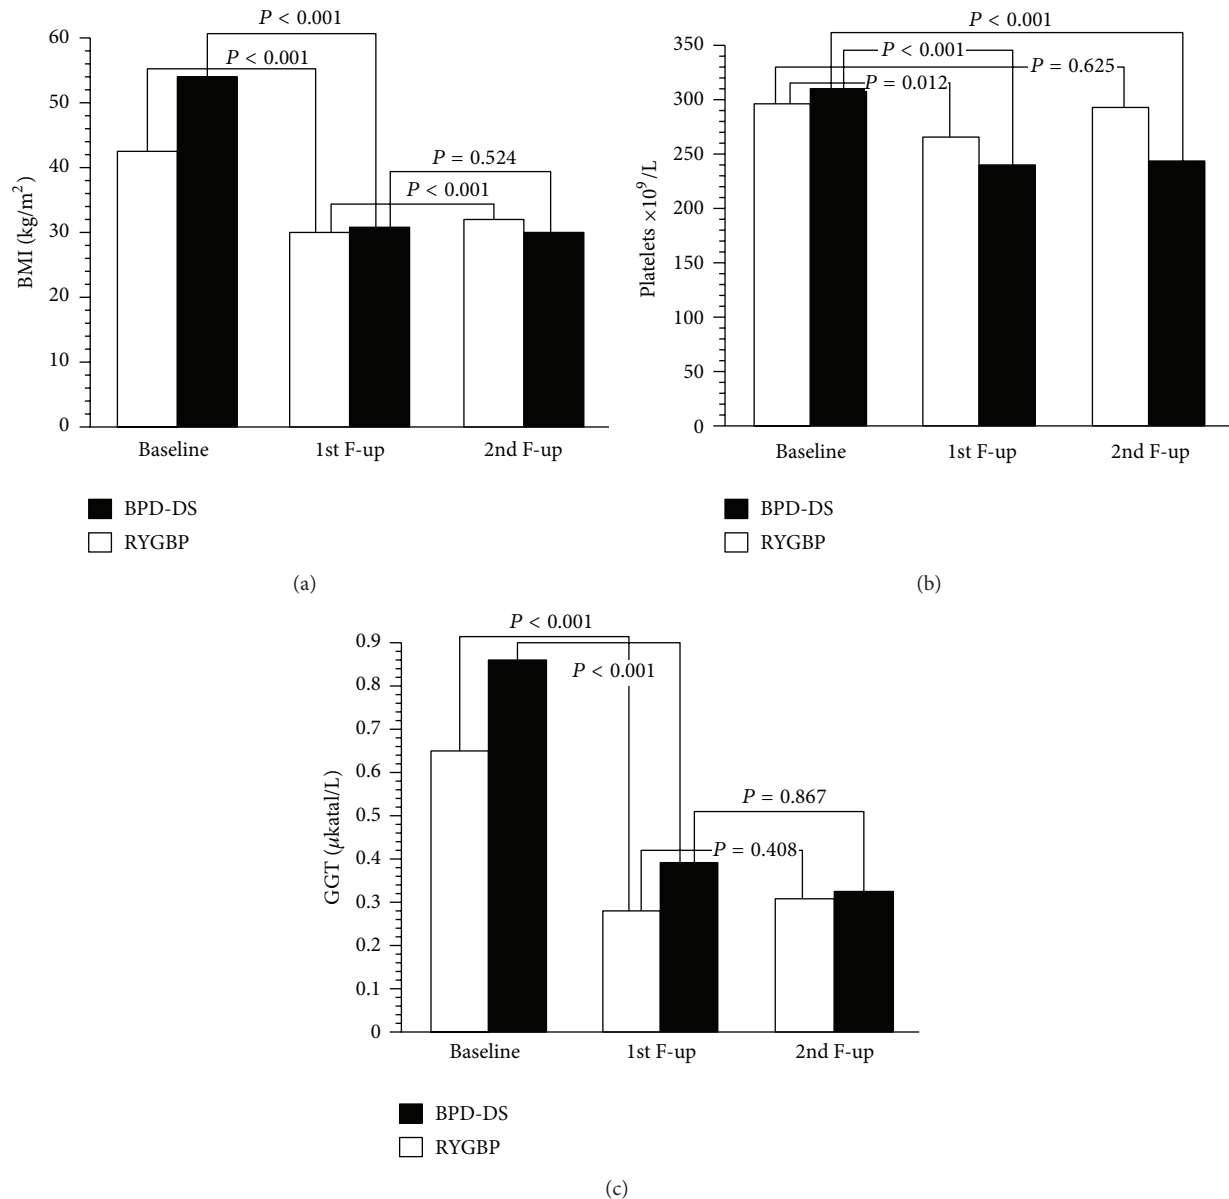 P < 0.001
P < 0.001
P = 0.524
P < 0.001
BMI (kg/m²)
60
50
40
30
20
10
0
Baseline 1st F-up 2nd F-up
BPD-DS
RYGBP
(a)
P < 0.001
P < 0.001
P = 0.625
P = 0.012
Platelets ×10⁹/L
350
300
250
200
150
100
50
0
Baseline 1st F-up 2nd F-up
BPD-DS
RYGBP
(b)
P < 0.001
P < 0.001
P = 0.867
P = 0.408
GGT (μkatal/L)
0.9
0.8
0.7
0.6
0.5
0.4
0.3
0.2
0.1
0
Baseline 1st F-up 2nd F-up
BPD-DS
RYGBP
(c)